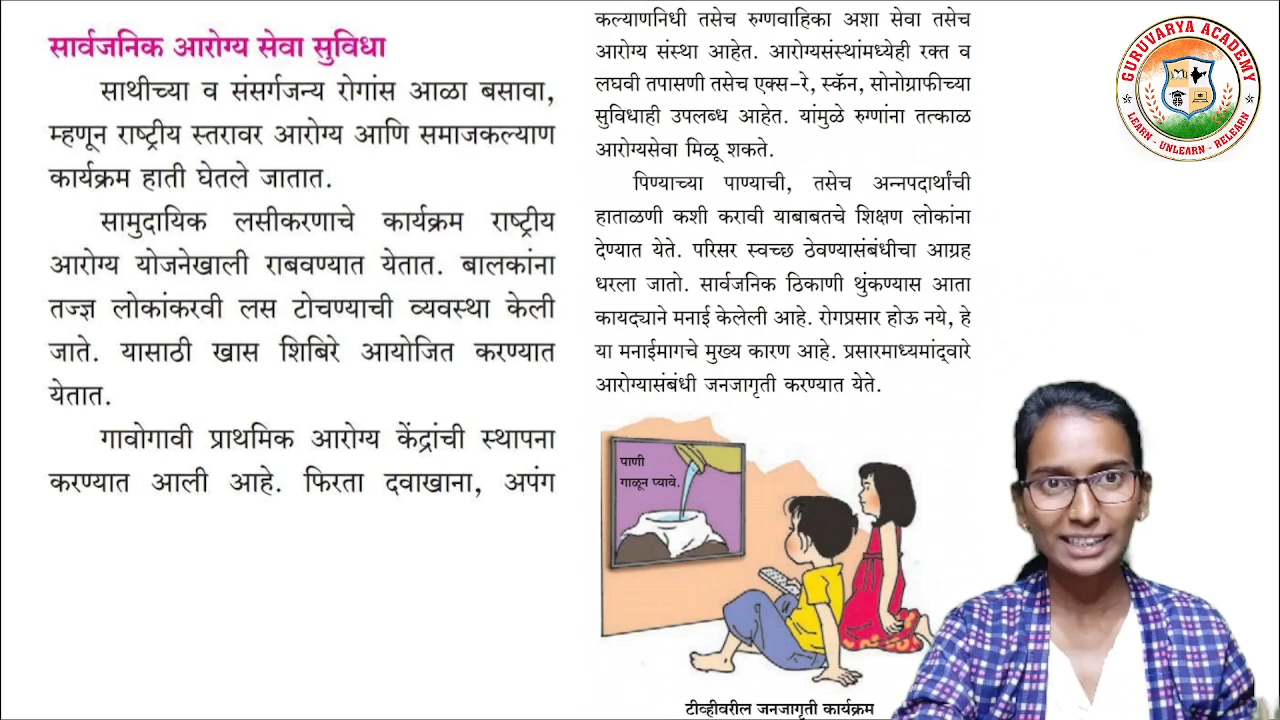 सार्वजनिक आरोग्य सेवा सुविधा
साथीच्या व संसर्गजन्य रोगांस आळा बसावा,
म्हणून राष्ट्रीय स्तरावर आरोग्य आणि समाजकल्याण
कार्यक्रम हाती घेतले जातात.
सामुदायिक लसीकरणाचे कार्यक्रम राष्ट्रीय
आरोग्य योजनेखाली राबवण्यात येतात. बालकांना
तज्ज्ञ लोकांकरवी लस टोचण्याची व्यवस्था केली
जाते. यासाठी खास शिबिरे आयोजित करण्यात
येतात.
गावोगावी प्राथमिक आरोग्य केंद्रांची स्थापना
करण्यात आली आहे. फिरता दवाखाना, अपंग
कल्याणनिधी तसेच रुग्णवाहिका अशा सेवा तसेच
आरोग्य संस्था आहेत. आरोग्यसंस्थांमध्येही रक्त व
लघवी तपासणी तसेच एक्स-रे, स्कॅन, सोनोग्राफीच्या
सुविधाही उपलब्ध आहेत. यांमुळे रुग्णांना तत्काळ
आरोग्यसेवा मिळू शकते.
पिण्याच्या पाण्याची, तसेच अन्नपदार्थांची
हाताळणी कशी करावी याबाबतचे शिक्षण लोकांना
देण्यात येते. परिसर स्वच्छ ठेवण्यासंबंधीचा आग्रह
धरला जातो. सार्वजनिक ठिकाणी थुंकण्यास आता
कायद्याने मनाई केलेली आहे. रोगप्रसार होऊ नये, हे
या मनाईमागचे मुख्य कारण आहे. प्रसारमाध्यमांद्‌वारे
आरोग्यासंबंधी जनजागृती करण्यात येते.
पाणी
गाळून प्यावे.
टीव्हीवरील जनजागृती कार्यक्रम
GURUVARYA ACADEMY
LEARN - UNLEARN - RELEARN